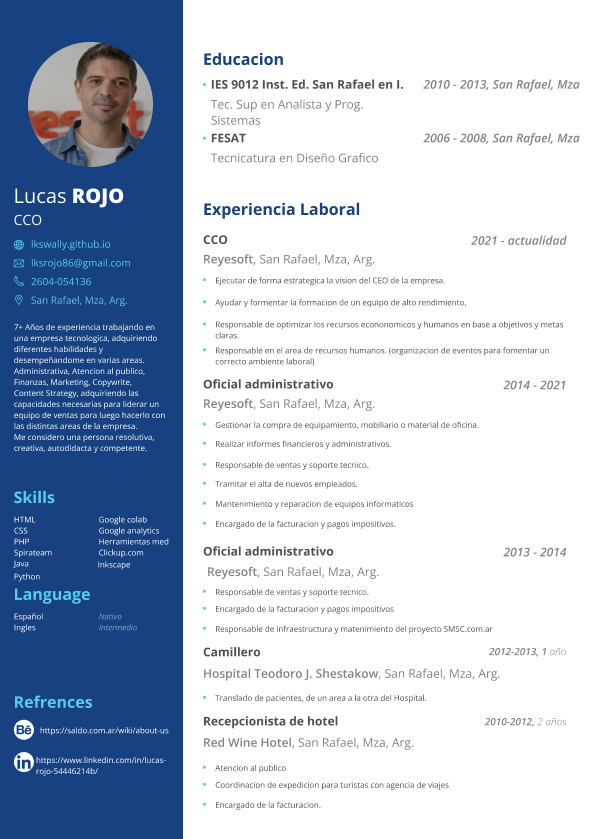 Lucas ROJO
CCO
lkswally.github.io
lksrojo86@gmail.com
2604-054136
San Rafael, Mza, Arg.
7+ Años de experiencia trabajando en
una empresa tecnologica, adquiriendo
diferentes habilidades y
desempeñandome en varias areas.
Administrativa, Atencion al publico,
Finanzas, Marketing, Copywrite,
Content Strategy, adquiriendo las
capacidades necesarias para liderar un
equipo de ventas para luego hacerlo con
las distintas areas de la empresa.
Me considero una persona resolutiva,
creativa, autodidacta y competente.
Skills
HTML Google colab
CSS Google analytics
PHP Herramientas med
Spirateam Clickup.com
Java Inkscape
Python
Language
Español Nativo
Ingles Intermedio
Refrences
Bē https://saldo.com.ar/wiki/about-us
in https://www.linkedin.com/in/lucas-
rojo-54446214b/
Educacion
IES 9012 Inst. Ed. San Rafael en I. 2010 - 2013, San Rafael, Mza
Tec. Sup en Analista y Prog.
Sistemas
FESAT 2006 - 2008, San Rafael, Mza
Tecnicatura en Diseño Grafico
Experiencia Laboral
CCO 2021 - actualidad
Reyesoft, San Rafael, Mza, Arg.
Ejecutar de forma estrategica la vision del CEO de la empresa.
Ayudar y formentar la formacion de un equipo de alto rendimiento,
Responsable de optimizar los recursos econonomicos y humanos en base a objetivos y metas
claras.
Responsable en el area de recursos humanos. (organizacion de eventos para fomentar un
correcto ambiente laboral)
Oficial administrativo 2014 - 2021
Reyesoft, San Rafael, Mza, Arg.
Gestionar la compra de equipamiento, mobiliario o material de oficina.
Realizar informes financieros y administrativos.
Responsable de ventas y soporte tecnico.
Tramitar el alta de nuevos empleados.
Mantenimiento y reparacion de equipos informaticos
Encargado de la facturacion y pagos impositivos.
Oficial administrativo 2013 - 2014
Reyesoft, San Rafael, Mza, Arg.
Responsable de ventas y soporte tecnico.
Encargado de la facturacion y pagos impositivos
Responsable de infraestructura y matenimiento del proyecto SMSC.com.ar
Camillero 2012-2013, 1 año
Hospital Teodoro J. Shestakow, San Rafael, Mza, Arg.
Translado de pacientes, de un area a la otra del Hospital.
Recepcionista de hotel 2010-2012, 2 años
Red Wine Hotel, San Rafael, Mza, Arg.
Atencion al publico
Coordinacion de expedicion para turistas con agencia de viajes
Encargado de la facturacion.